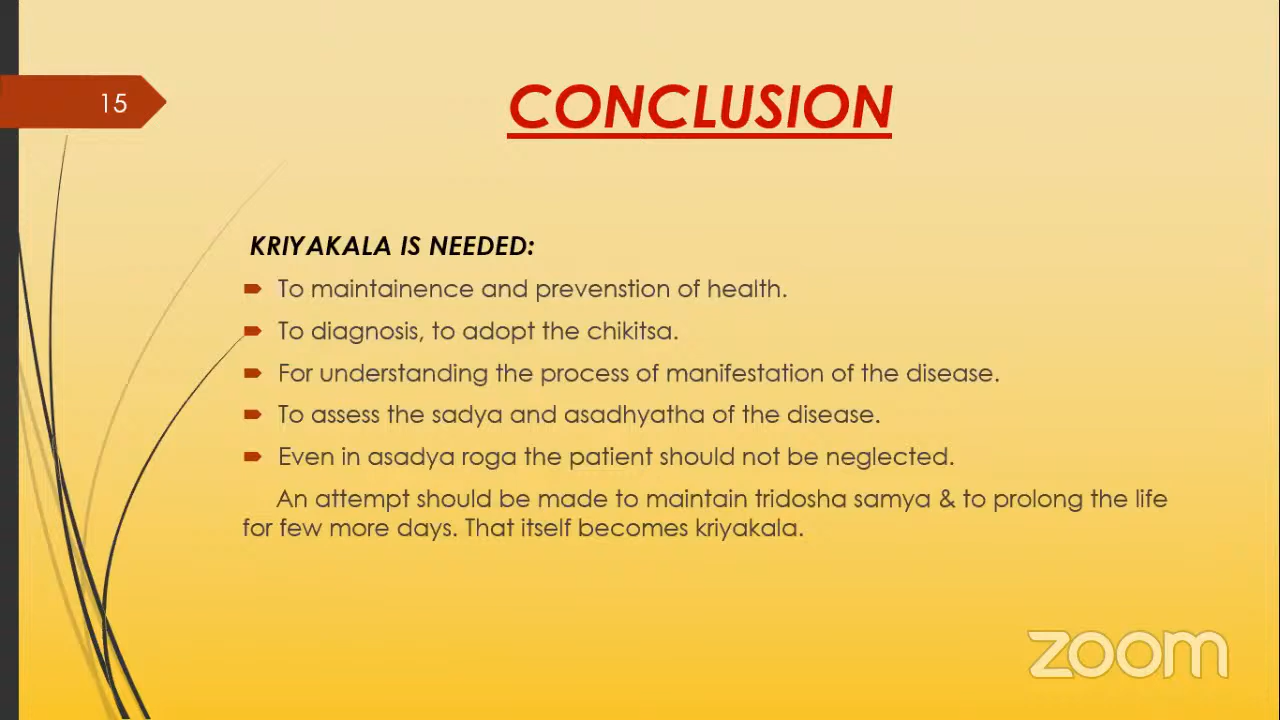 15
CONCLUSION
KRIYAKALA IS NEEDED:
To maintainence and prevenstion of health.
To diagnosis, to adopt the chikitsa.
For understanding the process of manifestation of the disease.
To assess the sadya and asadhyatha of the disease.
Even in asadya roga the patient should not be neglected.
An attempt should be made to maintain tridosha samya & to prolong the life
for few more days. That itself becomes kriyakala.
zoom